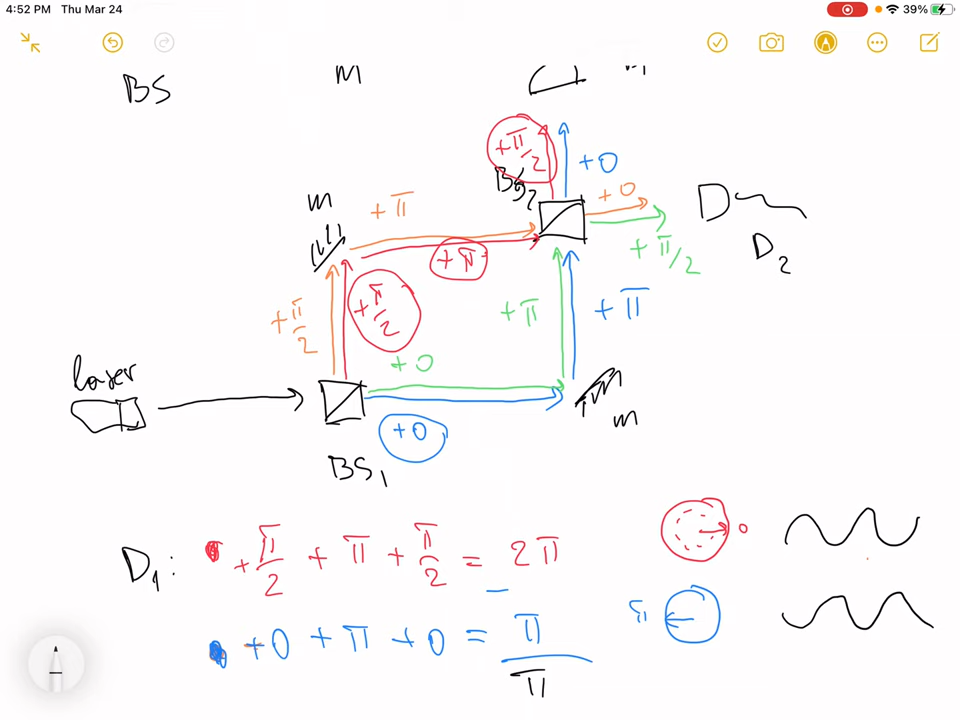 4:52 PM Thu Mar 24
39%
BS m
BS₂ +π/2 +0
m +π +0
D
D₂
+π +π/2
+π/2 +π/2 +π +π
laser +0
+0 m
BS₁
D₁: +π/2 + π + π/2 = 2π 0
+0 + π + 0 = π π
π